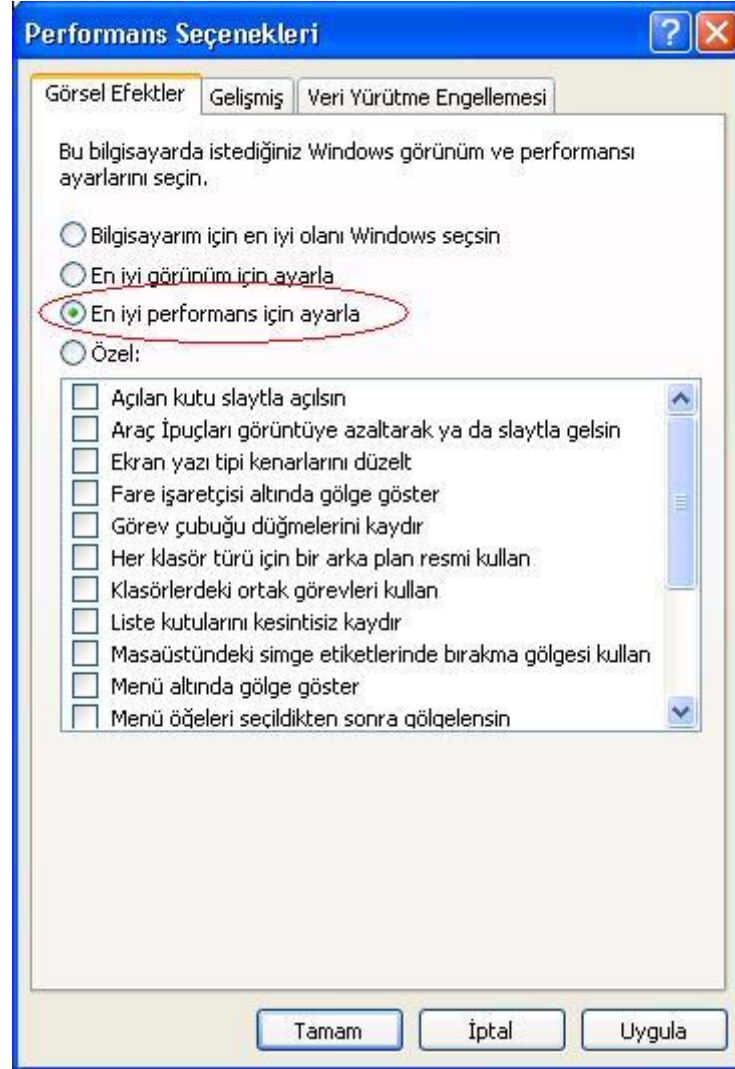 Performans Seçenekleri
Görsel Efektler
Gelişmiş
Veri Yürütme Engellemesi
Bu bilgisayarda istediğiniz Windows görünüm ve performansı
ayarlarını seçin.
Bilgisayarım için en iyi olanı Windows seçsin
En iyi görünüm için ayarla
En iyi performans için ayarla
Özel:
Açılan kutu slaytla açılsın
Araç İpuçları görüntüye azaltarak ya da slaytla gelsin
Ekran yazı tipi kenarlarını düzelt
Fare işaretçisi altında gölge göster
Görev çubuğu düğmelerini kaydır
Her klasör türü için bir arka plan resmi kullan
Klasörlerdeki ortak görevleri kullan
Liste kutularını kesintisiz kaydır
Masaüstündeki simge etiketlerinde bırakma gölgesi kullan
Menü altında gölge göster
Menü öğeleri seçildikten sonra gölgelensin
Tamam
İptal
Uygula